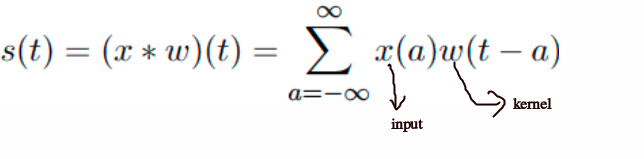 s(t) = (x ∗ w)(t) = ∞∑a=−∞ x(a)w(t − a)
input
kernel